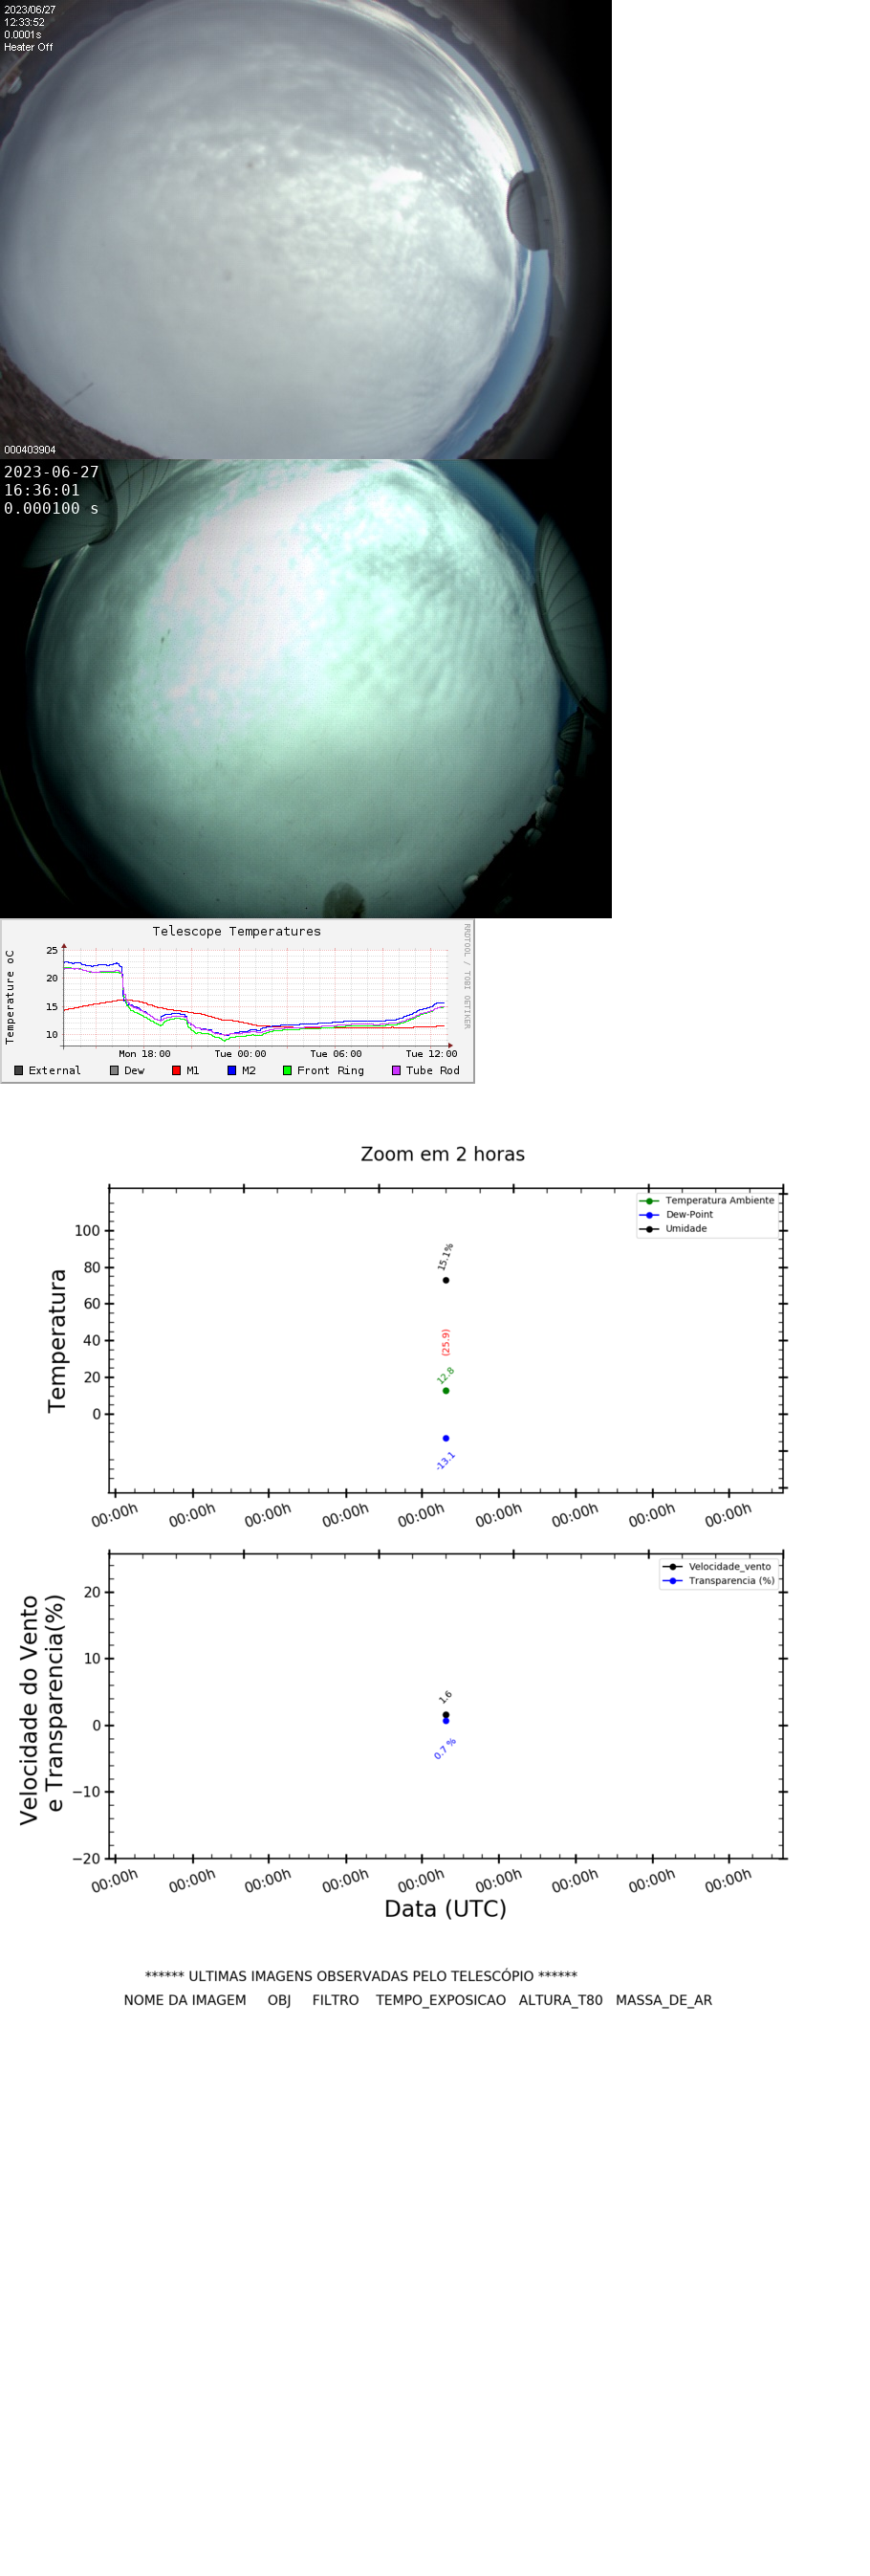 2023/06/27
12:33:52
0.0001s
Heater Off
000403904
2023-06-27
16:36:01
0.000100 s
Telescope Temperatures
Temperature oC
RRDTOOL / TOBI OETIKER
25
20
15
10
Mon 18:00 Tue 00:00 Tue 06:00 Tue 12:00
External Dew M1 M2 Front Ring Tube Rod
Zoom em 2 horas
Temperatura
Temperatura Ambiente
Dew-Point
Umidade
100
80
60
40
20
0
15.1%
(25.9)
12.8
-13.1
00:00h 00:00h 00:00h 00:00h 00:00h 00:00h 00:00h 00:00h 00:00h
Velocidade do Vento
e Transparencia(%)
Velocidade_vento
Transparencia (%)
20
10
0
−10
−20
1.6
0.7 %
00:00h 00:00h 00:00h 00:00h 00:00h 00:00h 00:00h 00:00h 00:00h
Data (UTC)
****** ULTIMAS IMAGENS OBSERVADAS PELO TELESCÓPIO ******
NOME DA IMAGEM OBJ FILTRO TEMPO_EXPOSICAO ALTURA_T80 MASSA_DE_AR